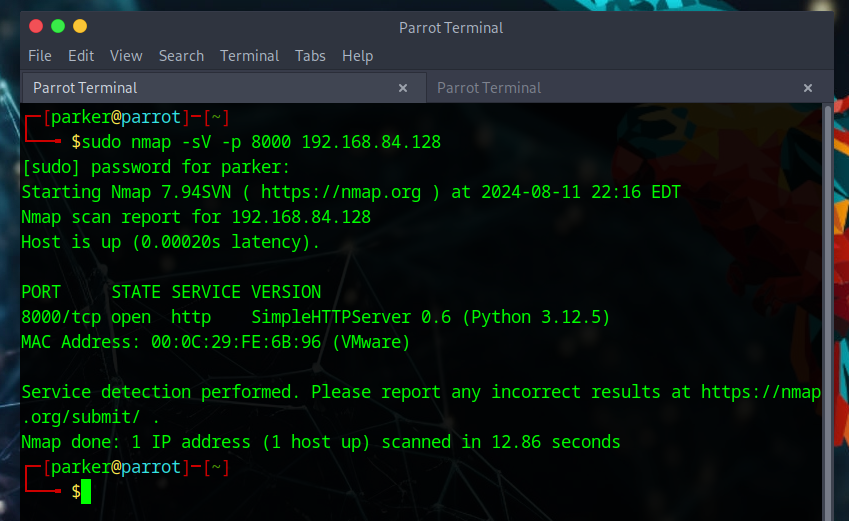 Parrot Terminal
File Edit View Search Terminal Tabs Help
Parrot Terminal × Parrot Terminal ×
┌─[parker@parrot]─[~]
└──╼ $sudo nmap -sV -p 8000 192.168.84.128
[sudo] password for parker:
Starting Nmap 7.94SVN ( https://nmap.org ) at 2024-08-11 22:16 EDT
Nmap scan report for 192.168.84.128
Host is up (0.00020s latency).
PORT     STATE SERVICE VERSION
8000/tcp open  http    SimpleHTTPServer 0.6 (Python 3.12.5)
MAC Address: 00:0C:29:FE:6B:96 (VMware)
Service detection performed. Please report any incorrect results at https://nmap
.org/submit/ .
Nmap done: 1 IP address (1 host up) scanned in 12.86 seconds
┌─[parker@parrot]─[~]
└──╼ $